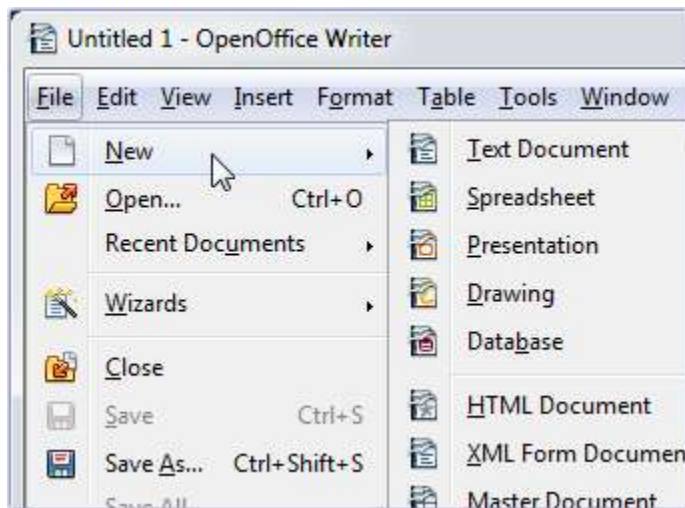 Untitled 1 - OpenOffice Writer
File Edit View Insert Format Table Tools Window
New
Open... Ctrl+O
Recent Documents
Wizards
Close
Save Ctrl+S
Save As... Ctrl+Shift+S
Save All
Text Document
Spreadsheet
Presentation
Drawing
Database
HTML Document
XML Form Documen
Master Document